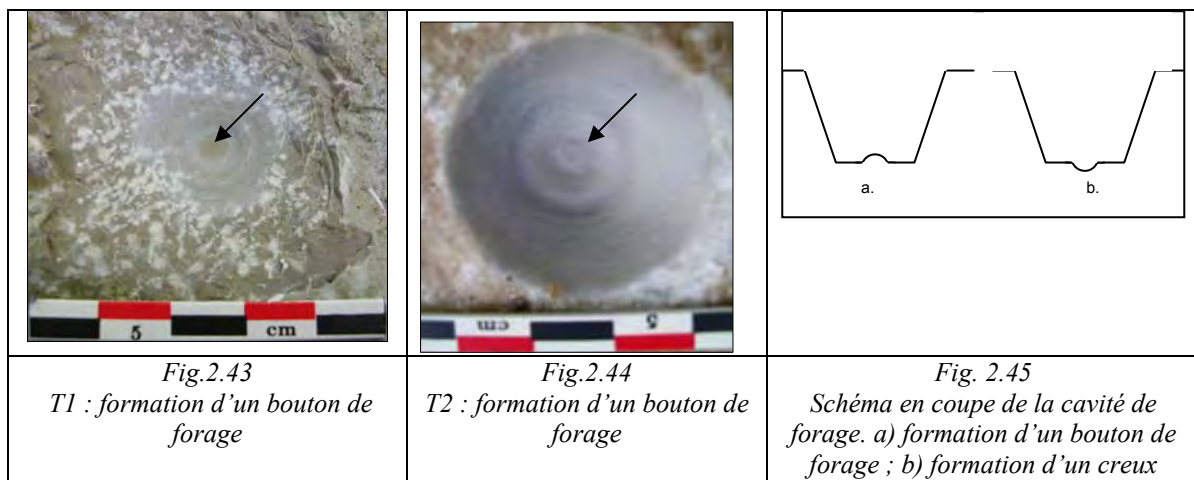 5 cm
cm 5
a. b.
Fig.2.43
T1 : formation d’un bouton de
forage
Fig.2.44
T2 : formation d’un bouton de
forage
Fig. 2.45
Schéma en coupe de la cavité de
forage. a) formation d’un bouton de
forage ; b) formation d’un creux